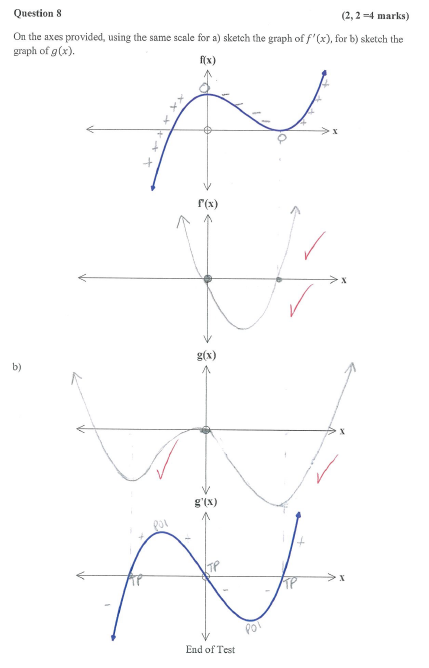 Question 8 (2, 2 =4 marks)
On the axes provided, using the same scale for a) sketch the graph of f'(x), for b) sketch the
graph of g(x).
f(x)
x
f'(x)
x
g(x)
b)
x
g'(x)
POI
TP
TP
TP
x
POI
End of Test